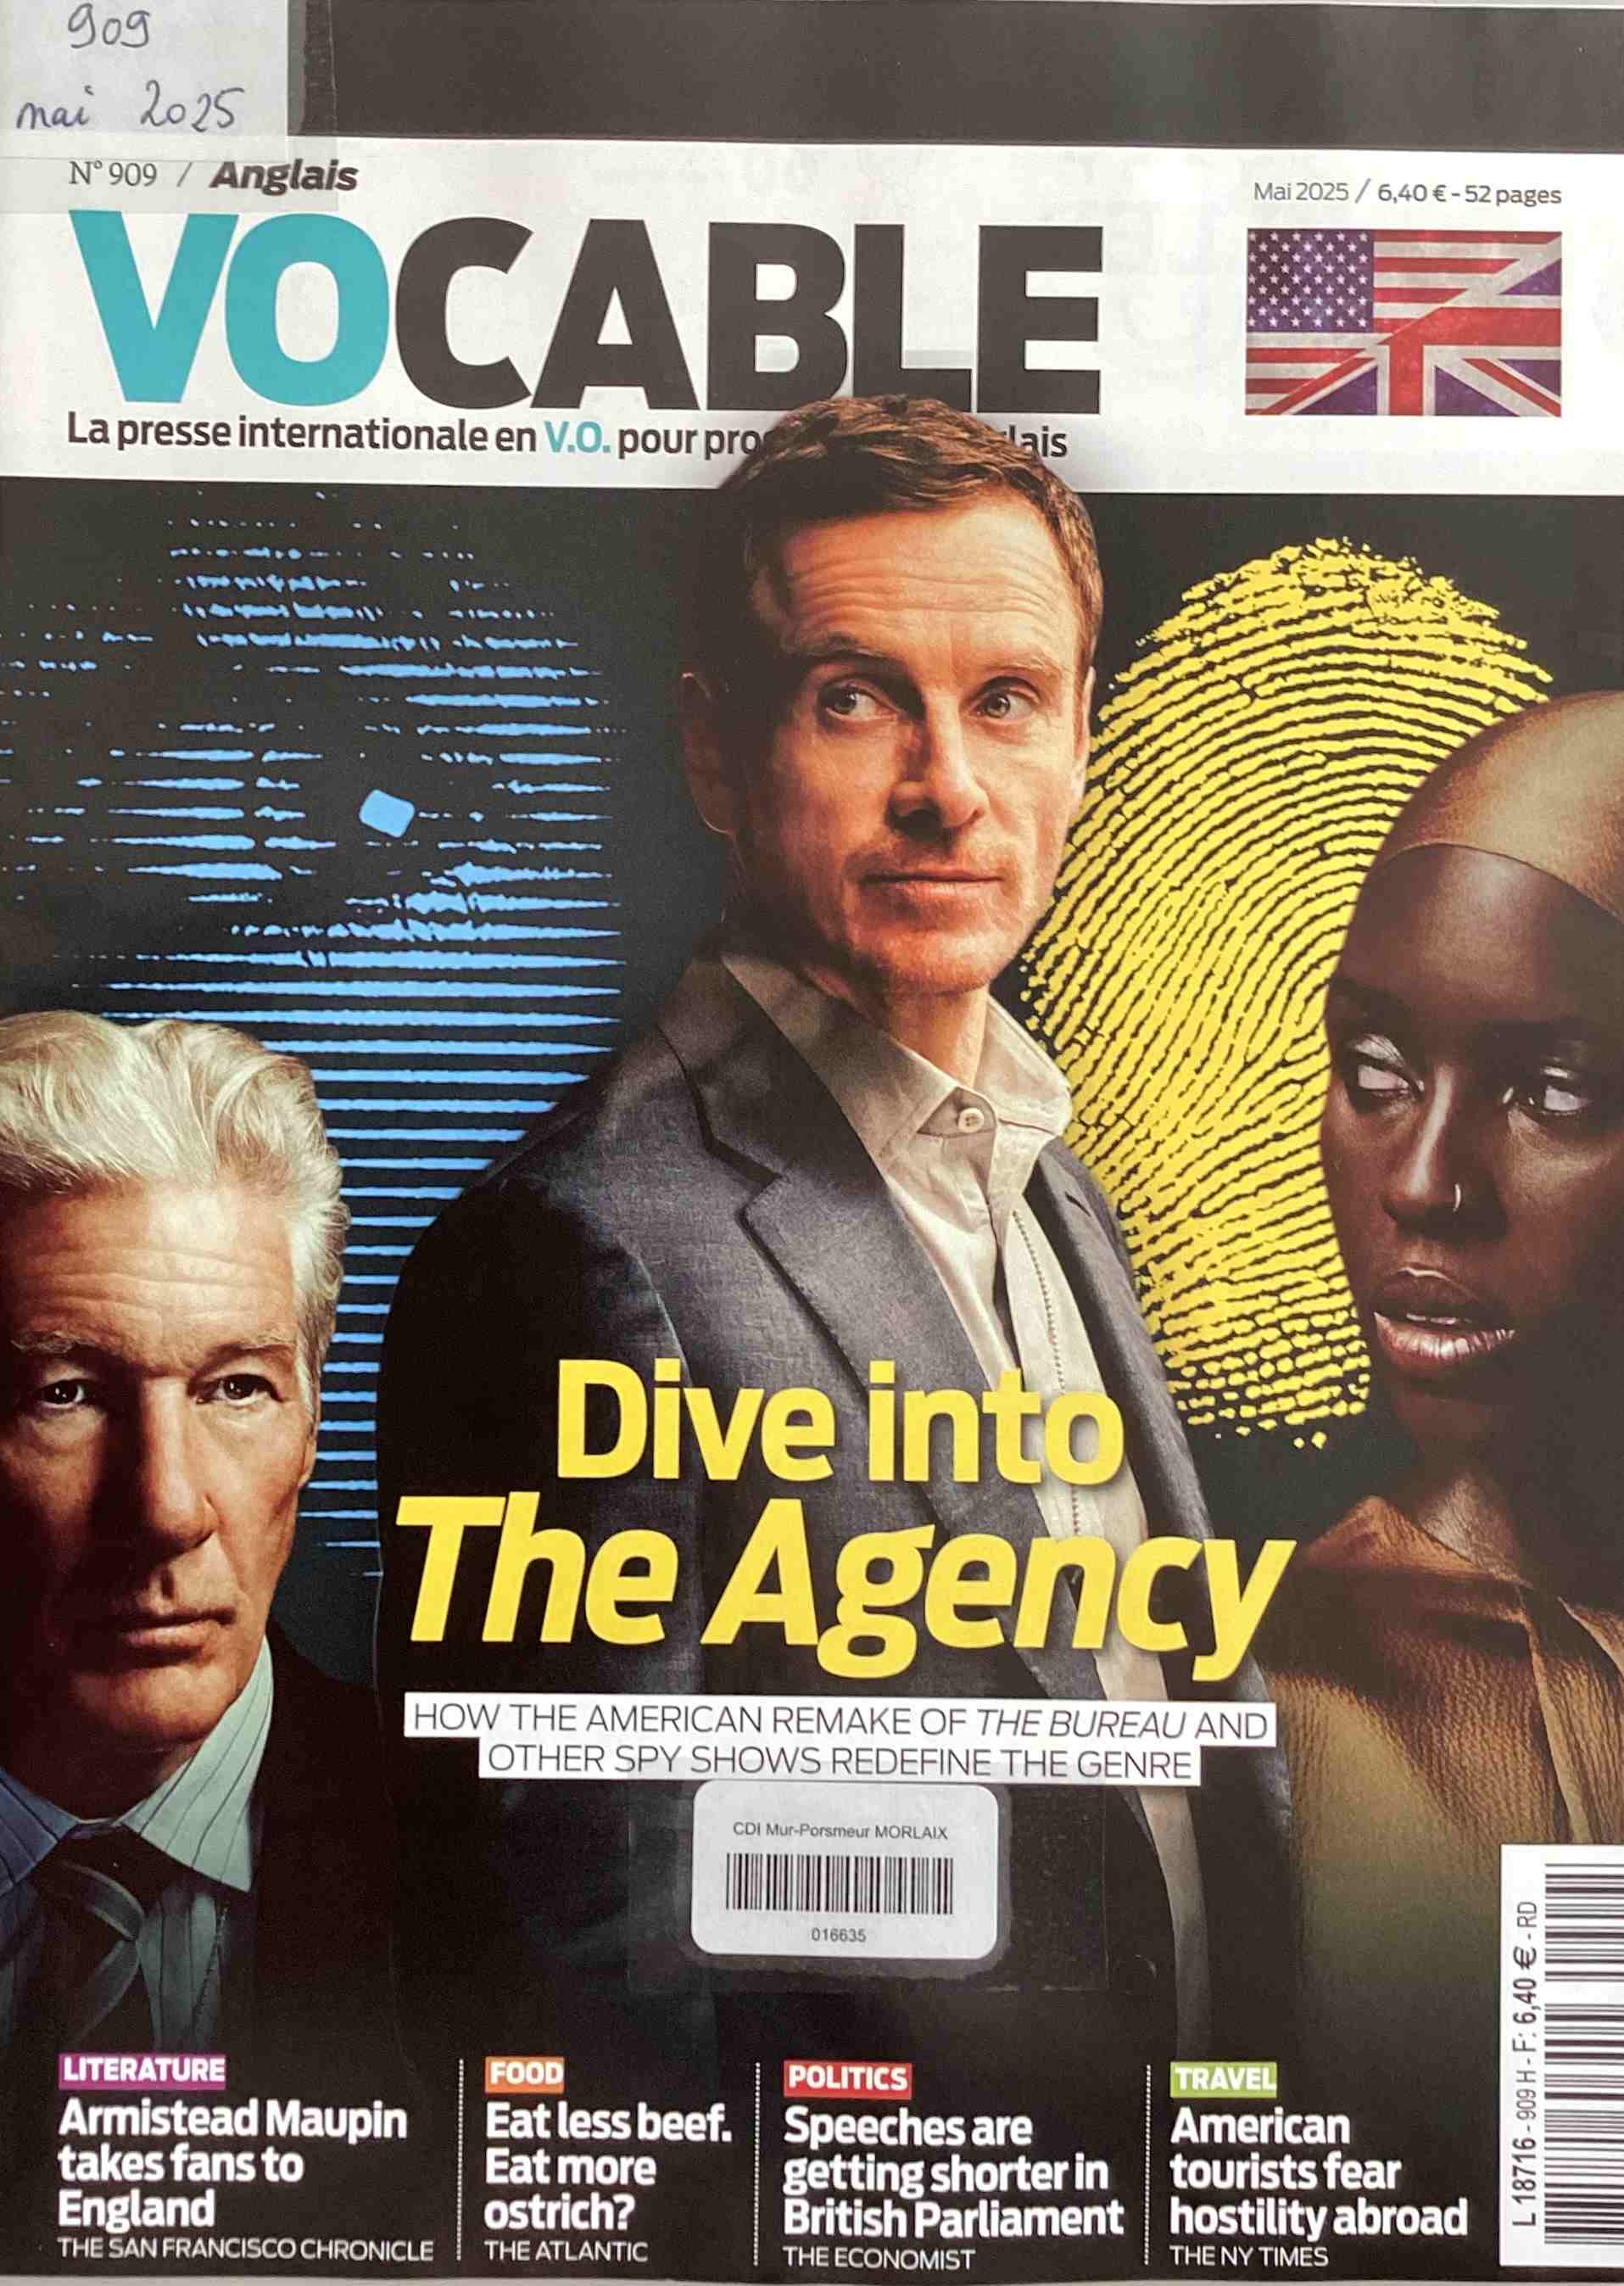 909
mai 2025
N° 909 / Anglais
Mai 2025 / 6,40 € - 52 pages
VOCABLE
La presse internationale en V.O. pour
Dive into
The Agency
HOW THE AMERICAN REMAKE OF THE BUREAU AND
OTHER SPY SHOWS REDEFINE THE GENRE
CDI Mur-Porsmeur MORLAIX
016635
LITERATURE
Armistead Maupin
takes fans to
England
THE SAN FRANCISCO CHRONICLE
FOOD
Eat less beef.
Eat more
ostrich?
THE ATLANTIC
POLITICS
Speeches are
getting shorter in
British Parliament
THE ECONOMIST
TRAVEL
American
tourists fear
hostility abroad
THE NY TIMES
L 18716 - 909 H - F: 6,40 € - RD